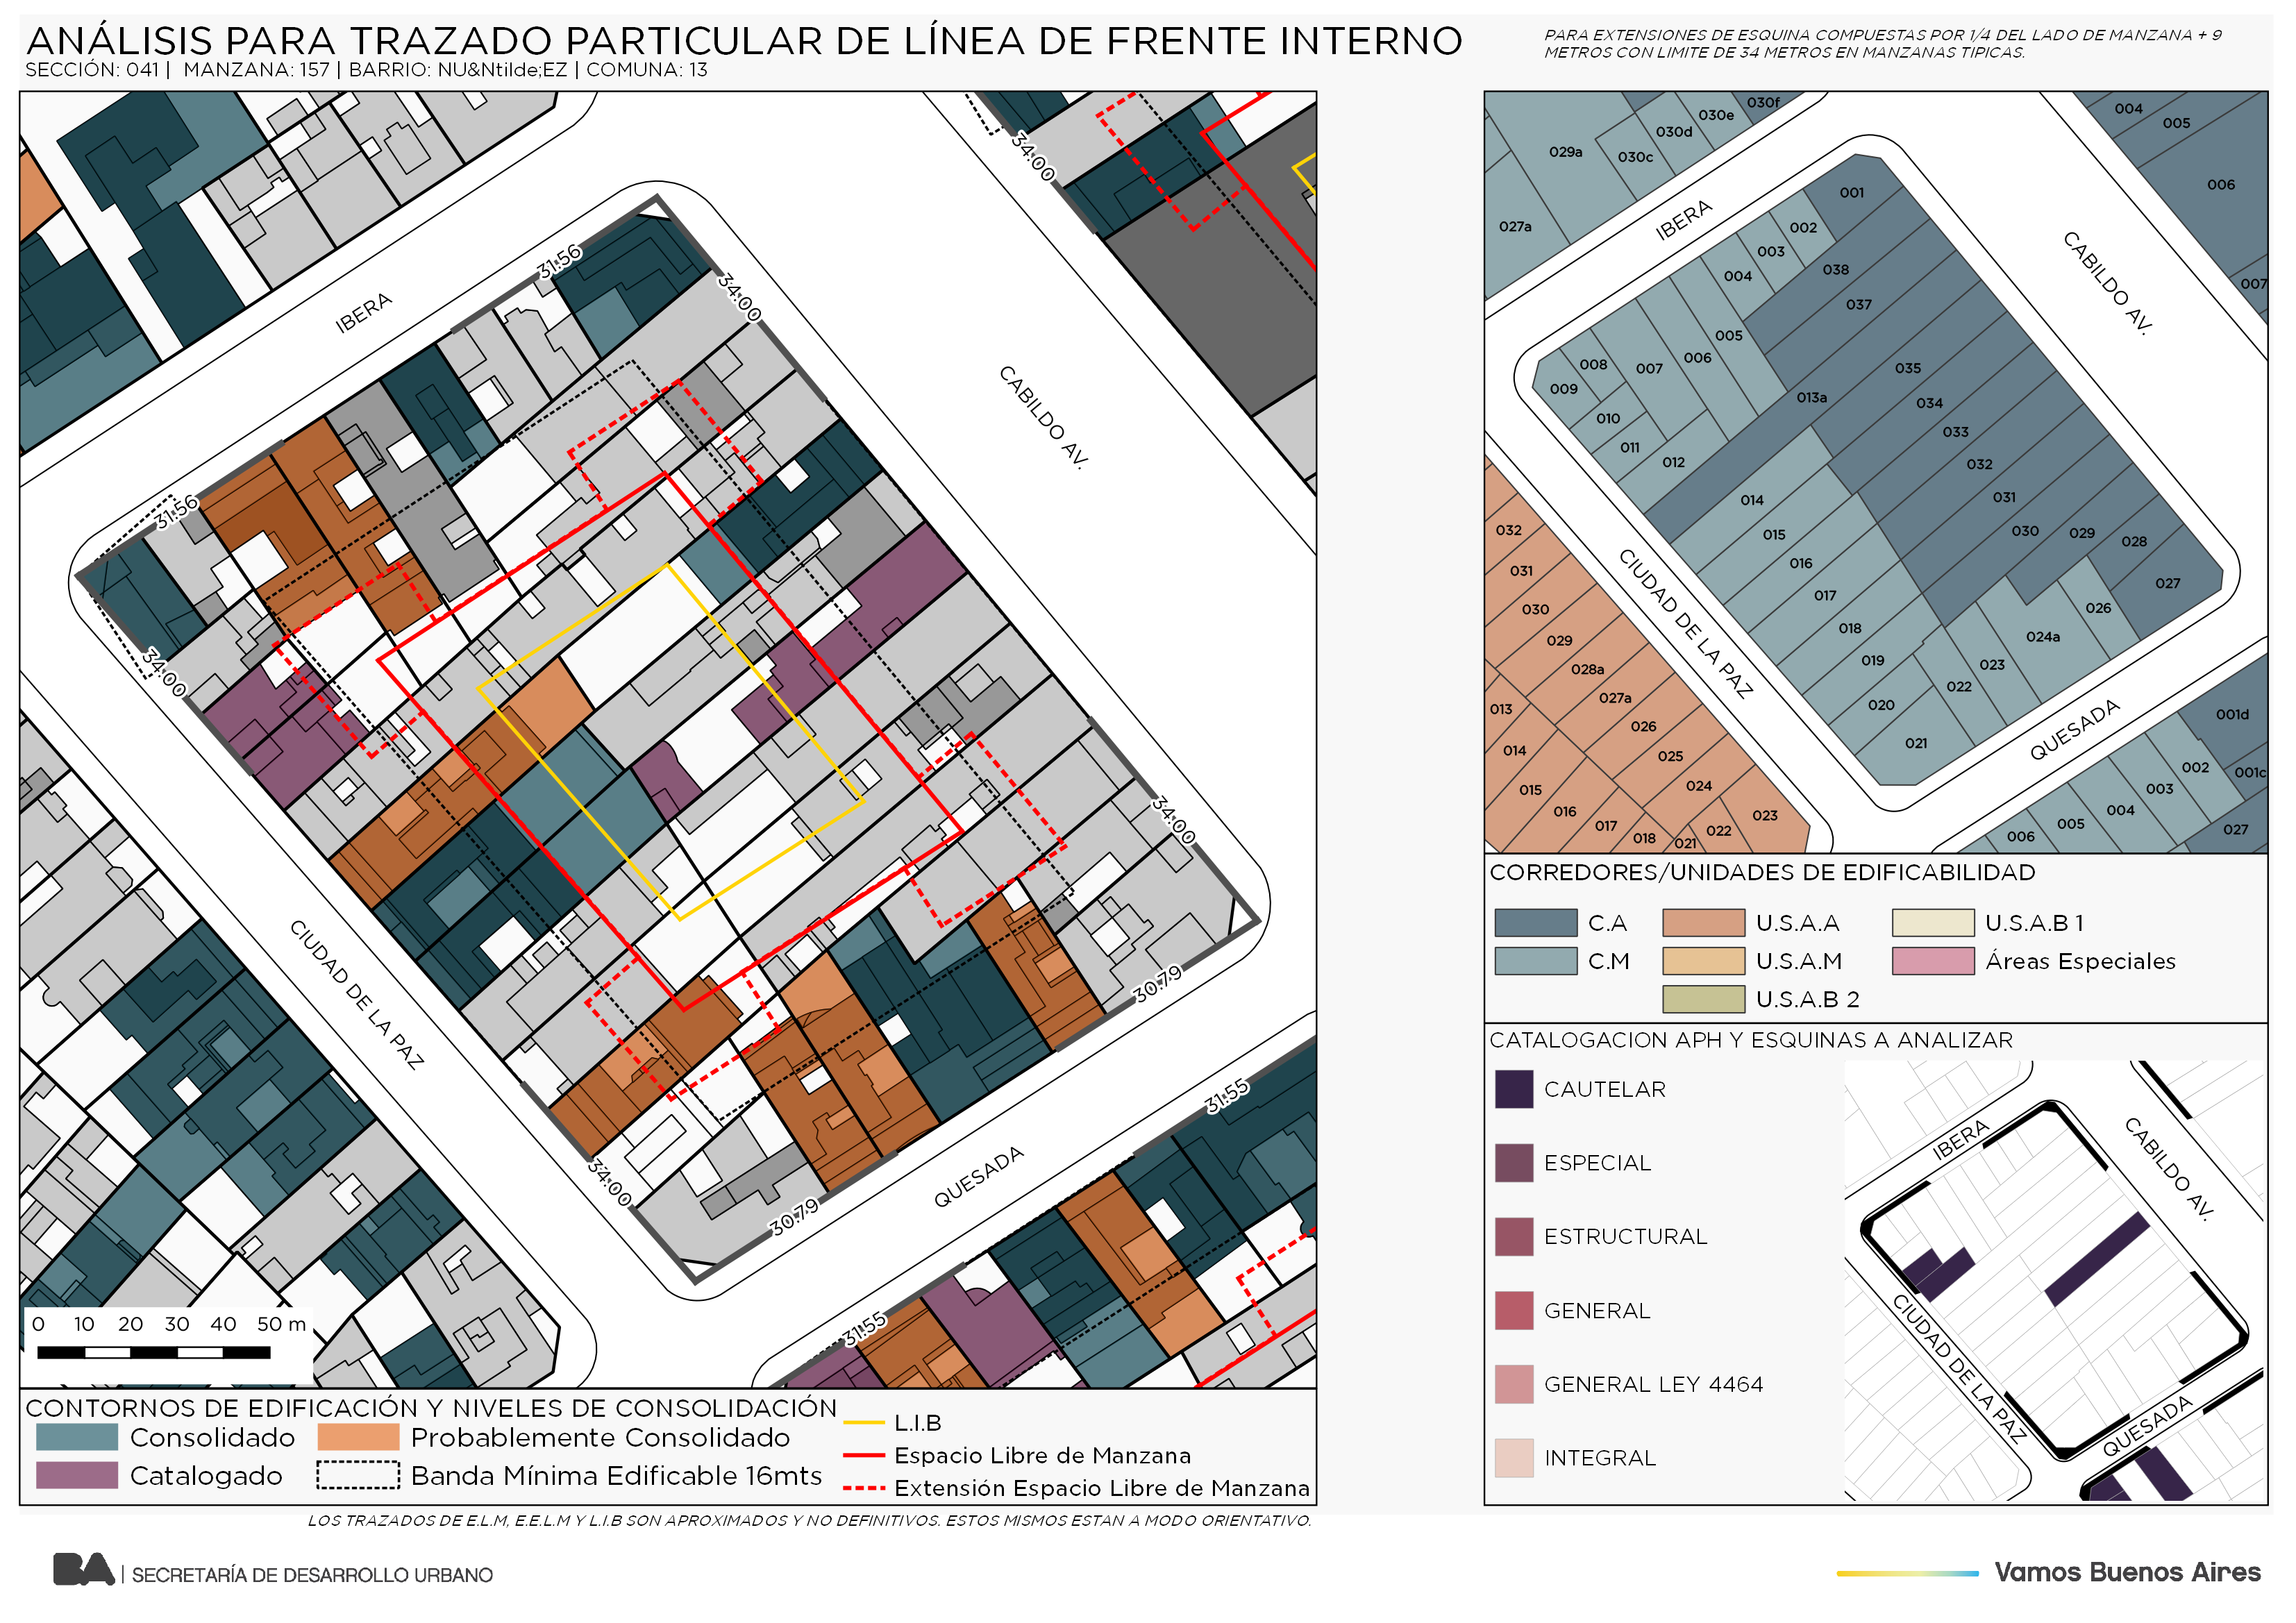 ANÁLISIS PARA TRAZADO PARTICULAR DE LÍNEA DE FRENTE INTERNO
SECCIÓN: 041 | MANZANA: 157 | BARRIO: NU&Ntilde;EZ | COMUNA: 13
PARA EXTENSIONES DE ESQUINA COMPUESTAS POR 1/4 DEL LADO DE MANZANA + 9
METROS CON LIMITE DE 34 METROS EN MANZANAS TIPICAS.
34.00
31.56
34.00
IBERA
CABILDO AV.
31.56
34.00
34.00
CIUDAD DE LA PAZ
30.79
34.00
30.79
QUESADA
31.55
31.55
0 10 20 30 40 50 m
CONTORNOS DE EDIFICACIÓN Y NIVELES DE CONSOLIDACIÓN
Consolidado
Probablemente Consolidado
Catalogado
Banda Mínima Edificable 16mts
L.I.B
Espacio Libre de Manzana
Extensión Espacio Libre de Manzana
030f
030e
030d
030c
029a
027a
004
005
006
007
IBERA
CABILDO AV.
001
002
003
004
038
037
005
006
007
008
009
010
011
012
013a
035
034
033
032
031
030
029
028
027
014
015
016
017
018
019
020
021
022
023
024a
026
CIUDAD DE LA PAZ
QUESADA
032
031
030
029
028a
027a
026
025
024
023
013
014
015
016
017
018
021
022
001d
001c
002
003
004
005
006
027
CORREDORES/UNIDADES DE EDIFICABILIDAD
C.A
U.S.A.A
U.S.A.B 1
C.M
U.S.A.M
Áreas Especiales
U.S.A.B 2
CATALOGACION APH Y ESQUINAS A ANALIZAR
CAUTELAR
ESPECIAL
ESTRUCTURAL
GENERAL
GENERAL LEY 4464
INTEGRAL
IBERA
CABILDO AV.
CIUDAD DE LA PAZ
QUESADA
LOS TRAZADOS DE E.L.M, E.E.L.M Y L.I.B SON APROXIMADOS Y NO DEFINITIVOS. ESTOS MISMOS ESTAN A MODO ORIENTATIVO.
BA | SECRETARÍA DE DESARROLLO URBANO
Vamos Buenos Aires